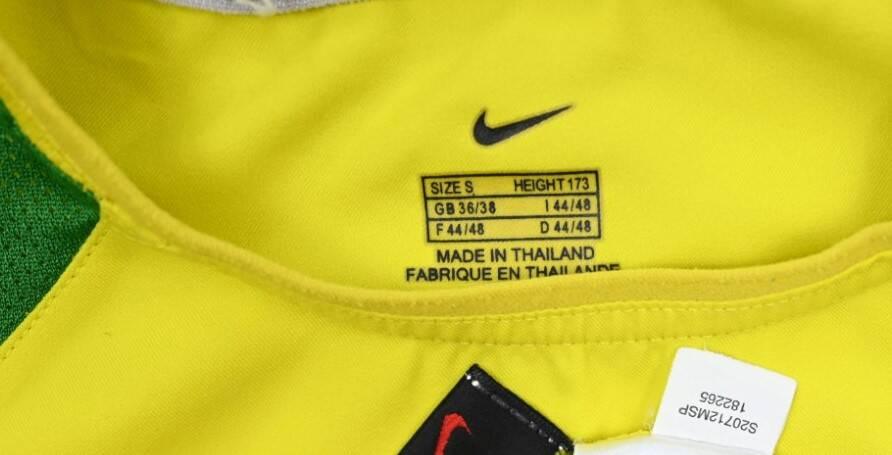 SIZE S HEIGHT 173
GB 36/38 I 44/48
F 44/48 D 44/48
MADE IN THAILAND
FABRIQUE EN THAILANDE
S20712MSP
182265